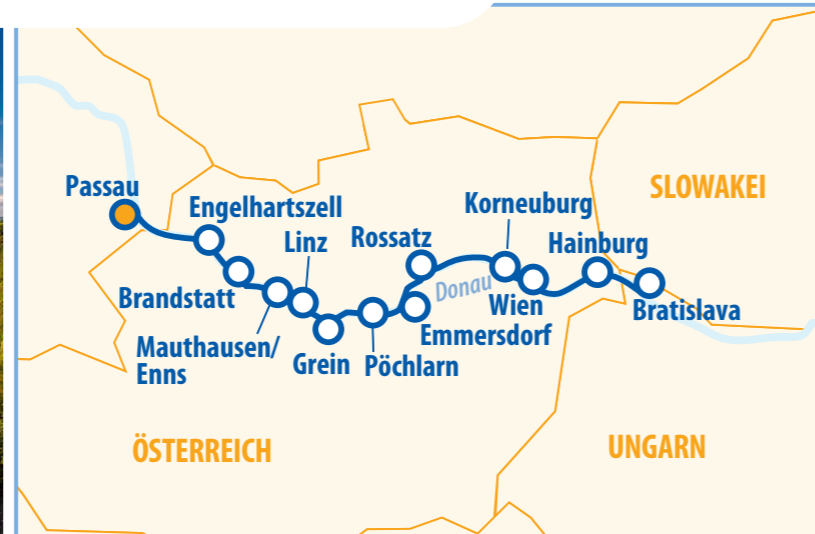 Passau
Engelhartszell
Linz
Brandstatt
Mauthausen/
Enns
Grein
Pöchlarn
Rossatz
Emmersdorf
Donau
Korneuburg
Wien
Hainburg
Bratislava
SLOWAKEI
ÖSTERREICH
UNGARN